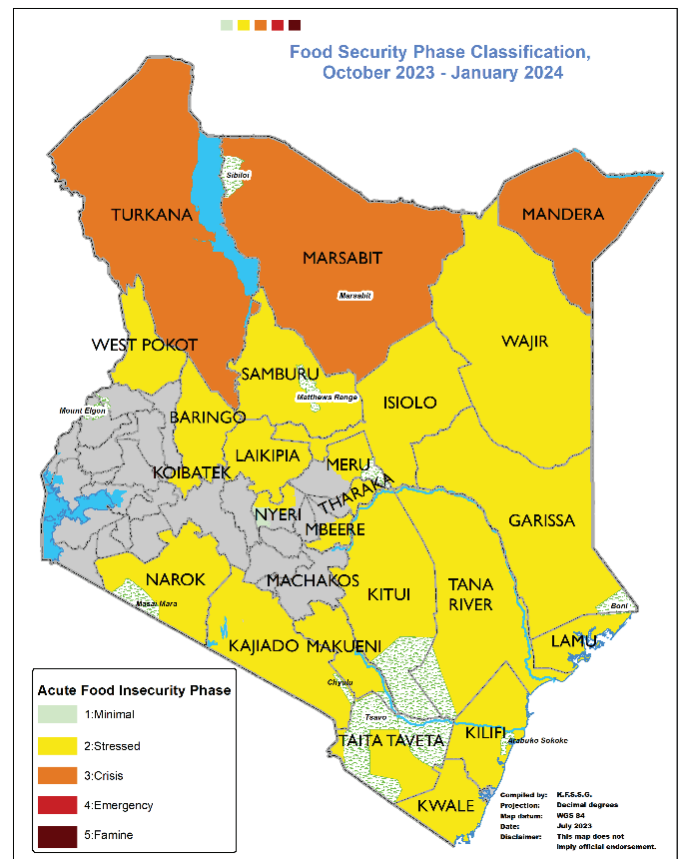 Food Security Phase Classification,
October 2023 - January 2024
Sibiloi
TURKANA
MANDERA
MARSABIT
Marsabit
WEST POKOT
WAJIR
SAMBURU
Matthews Range
ISIOLO
Mount Elgon
BARINGO
LAIKIPIA
MERU
KOIBATEK
THARAKA
NYERI
GARISSA
MBEERE
NAROK
MACHAKOS
KITUI
TANA
RIVER
Masai Mara
Boni
KAJIADO
MAKUENI
LAMU
Chyulu
Tsavo
TAITA TAVETA
KILIFI
Arabuko Sokoke
KWALE
Acute Food Insecurity Phase
1:Minimal
2:Stressed
3:Crisis
4:Emergency
5:Famine
Compiled by: K.F.S.S.G.
Projection: Decimal degrees
Map datum: WGS 84
Date: July 2023
Disclaimer: This map does not
imply official endorsement.